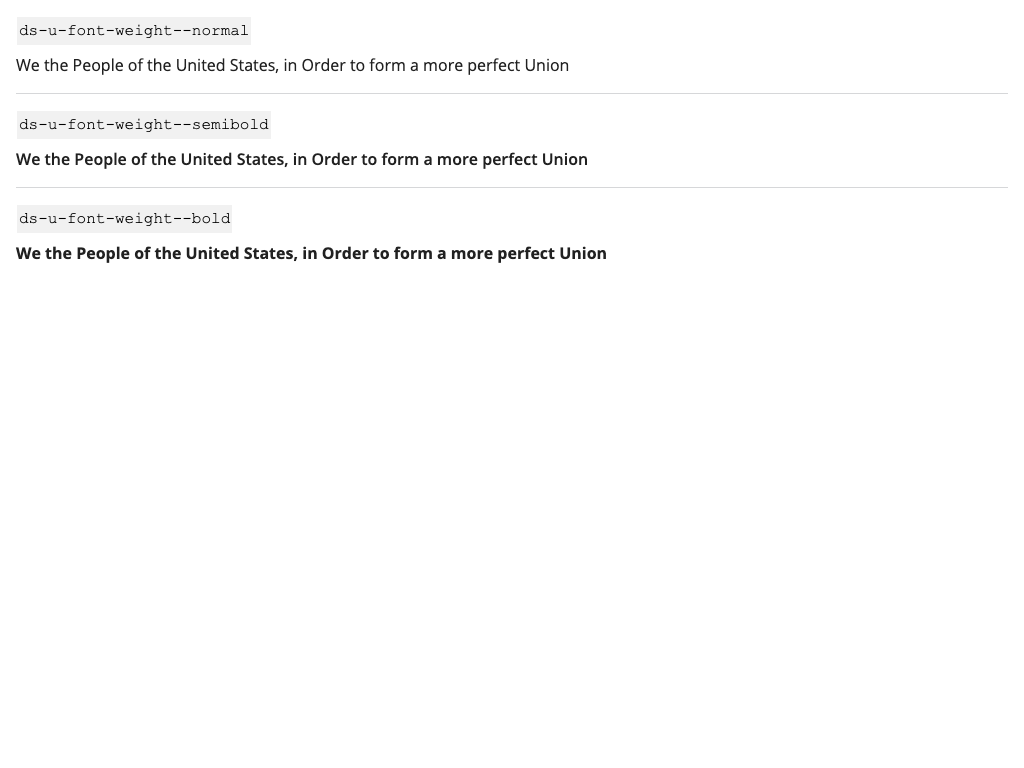 ds-u-font-weight--normal
We the People of the United States, in Order to form a more perfect Union
ds-u-font-weight--semibold
We the People of the United States, in Order to form a more perfect Union
ds-u-font-weight--bold
We the People of the United States, in Order to form a more perfect Union